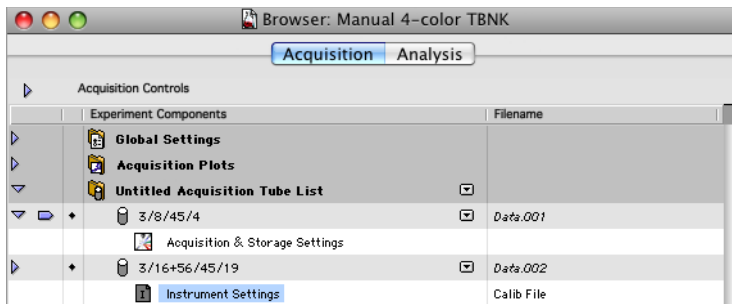 Browser: Manual 4-color TBNK
Acquisition Analysis
Acquisition Controls
Experiment Components Filename
Global Settings
Acquisition Plots
Untitled Acquisition Tube List
3/8/45/4 Data.001
Acquisition & Storage Settings
3/16+56/45/19 Data.002
Instrument Settings Calib File